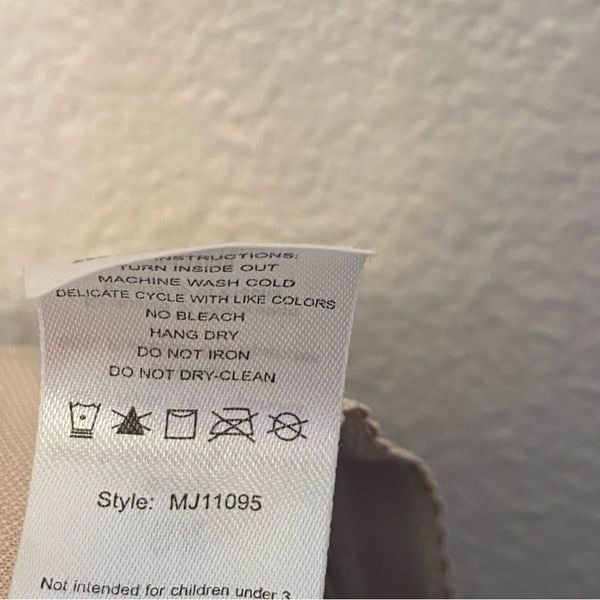 INSTRUCTIONS:
TURN INSIDE OUT
MACHINE WASH COLD
DELICATE CYCLE WITH LIKE COLORS
NO BLEACH
HANG DRY
DO NOT IRON
DO NOT DRY-CLEAN
Style: MJ11095
Not intended for children under 3